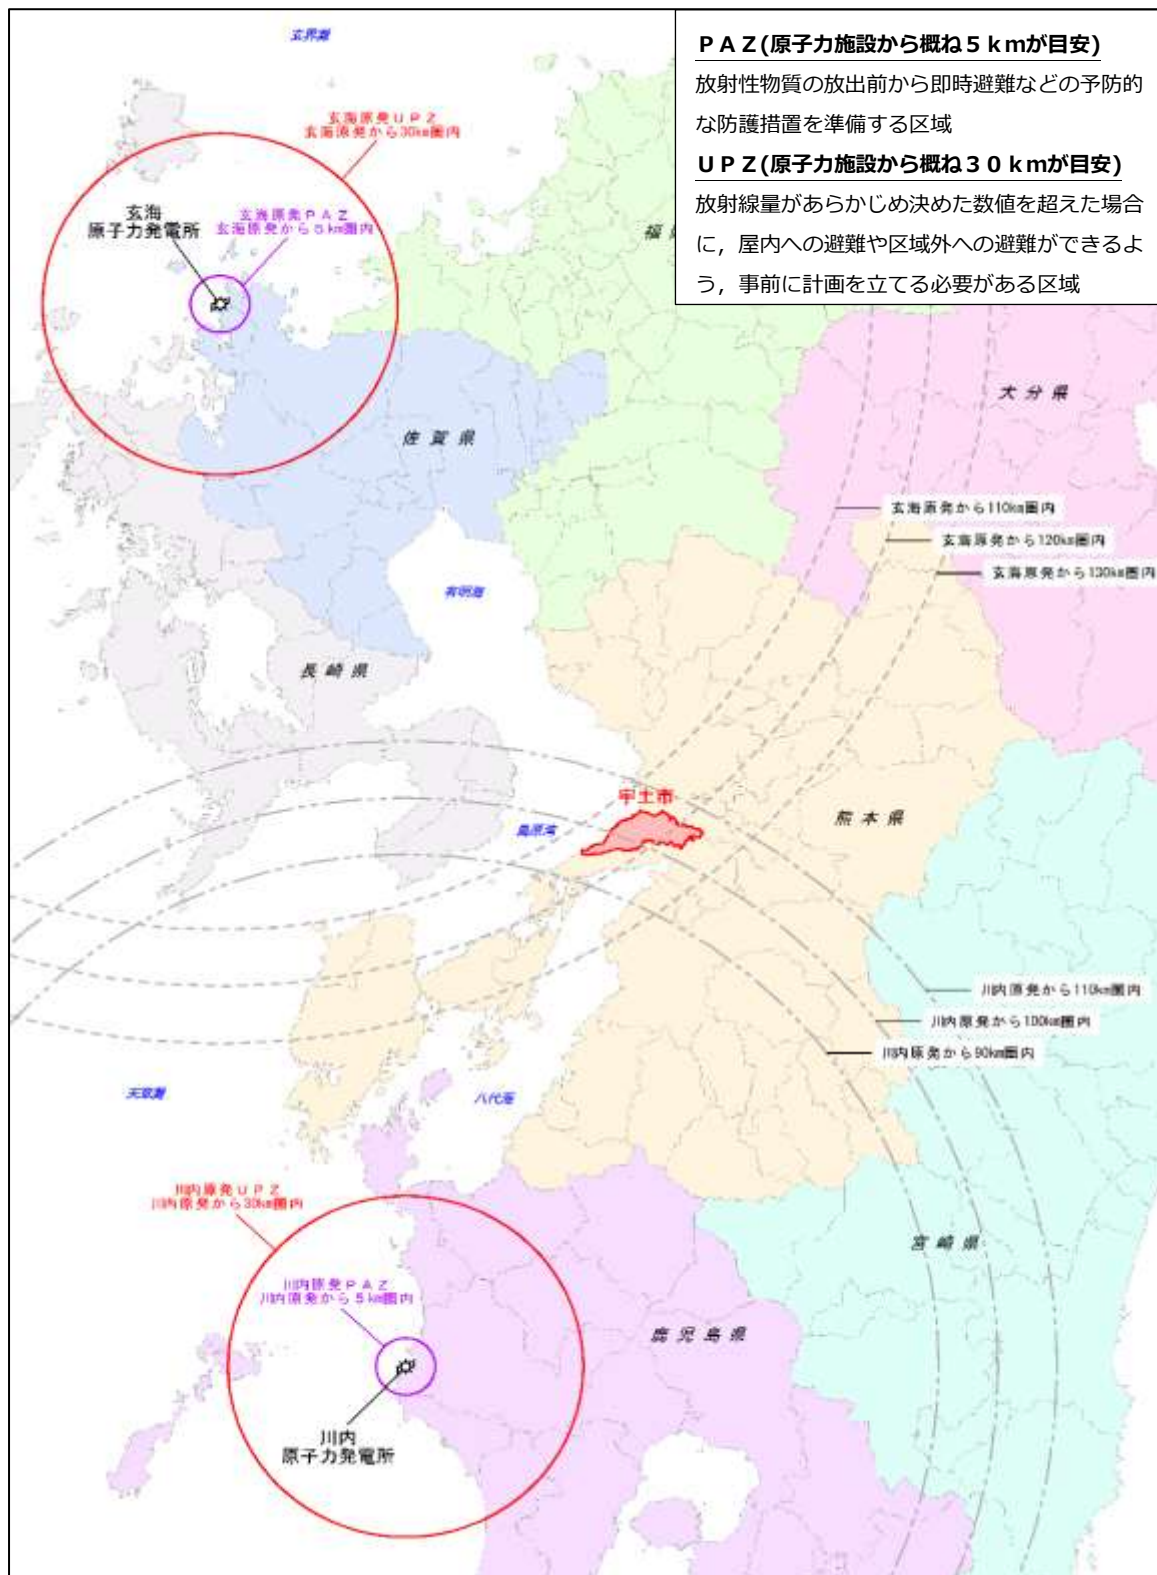 ＰＡＺ(原子力施設から概ね５ｋｍが目安)
放射性物質の放出前から即時避難などの予防的
な防護措置を準備する区域
ＵＰＺ(原子力施設から概ね３０ｋｍが目安)
放射線量があらかじめ決めた数値を超えた場合
に，屋内への避難や区域外への避難ができるよ
う，事前に計画を立てる必要がある区域
玄界灘
玄海原発ＵＰＺ
玄海原発から30km圏内
玄海
原子力発電所
玄海原発ＰＡＺ
玄海原発から５km圏内
福
大分県
佐賀県
玄海原発から110km圏内
玄海原発から120km圏内
玄海原発から130km圏内
有明海
長崎県
宇土市
島原湾
熊本県
川内原発から110km圏内
川内原発から100km圏内
川内原発から90km圏内
天草灘
八代海
川内原発ＵＰＺ
川内原発から30km圏内
宮崎県
川内原発ＰＡＺ
川内原発から５km圏内
鹿児島県
川内
原子力発電所